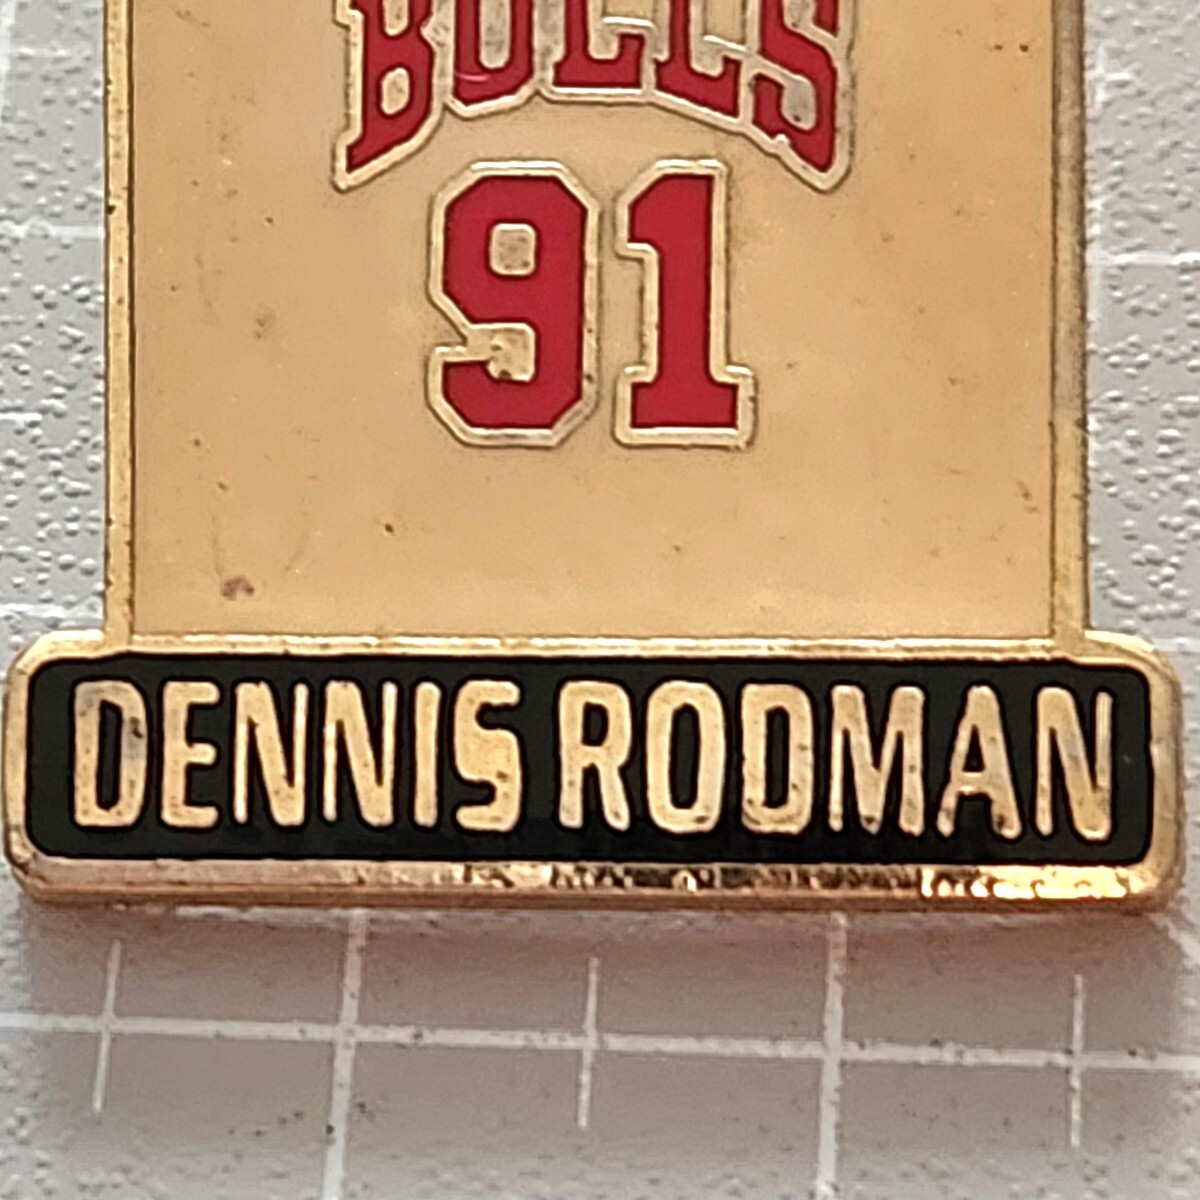 BULLS
91
DENNIS RODMAN